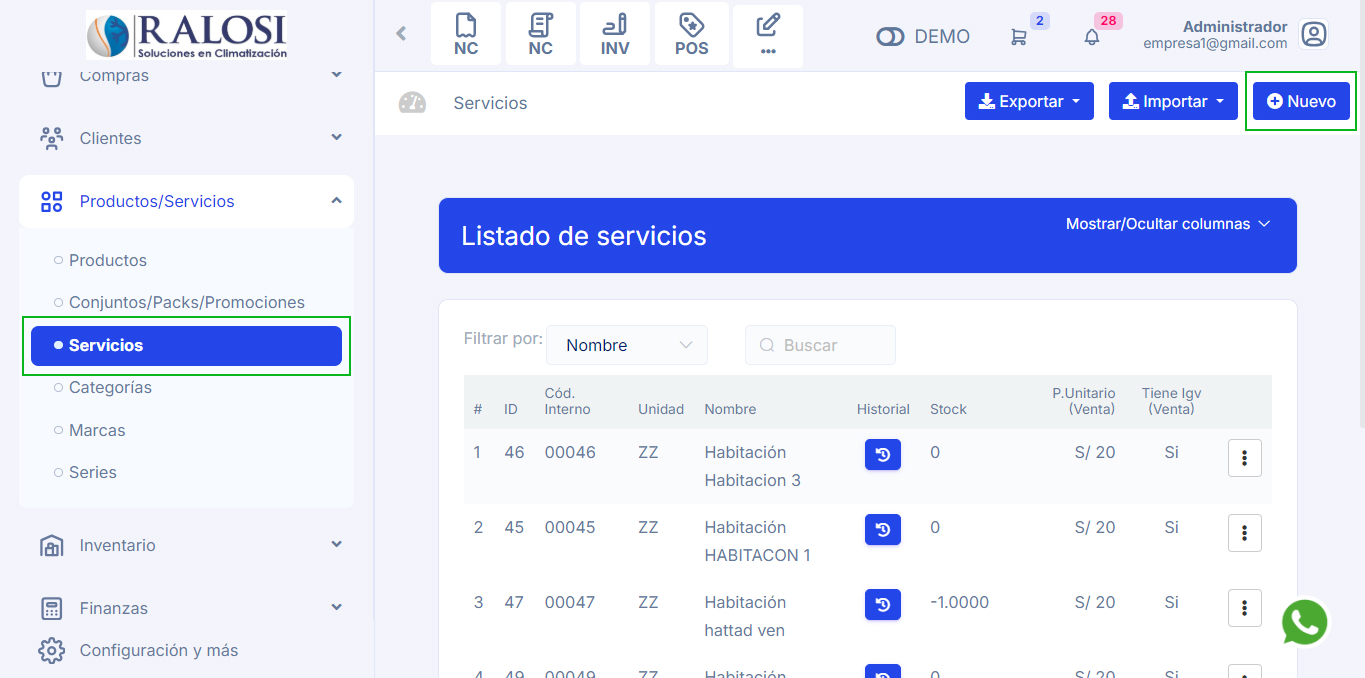 RALOSI
Soluciones en Climatización
Compras
Clientes
Productos/Servicios
Productos
Conjuntos/Packs/Promociones
Servicios
Categorías
Marcas
Series
Inventario
Finanzas
Configuración y más
NC
NC
INV
POS
...
DEMO
2
28
Administrador
empresa1@gmail.com
Servicios
Exportar
Importar
Nuevo
Listado de servicios
Mostrar/Ocultar columnas
Filtrar por: Nombre Buscar
# ID Cód. Interno Unidad Nombre Historial Stock P.Unitario (Venta) Tiene Igv (Venta)
1 46 00046 ZZ Habitación 0 S/ 20 Si
Habitacion 3
2 45 00045 ZZ Habitación 0 S/ 20 Si
HABITACON 1
3 47 00047 ZZ Habitación -1.0000 S/ 20 Si
hattad ven
4 49 00049 ZZ Habitación 0 S/ 20 Si